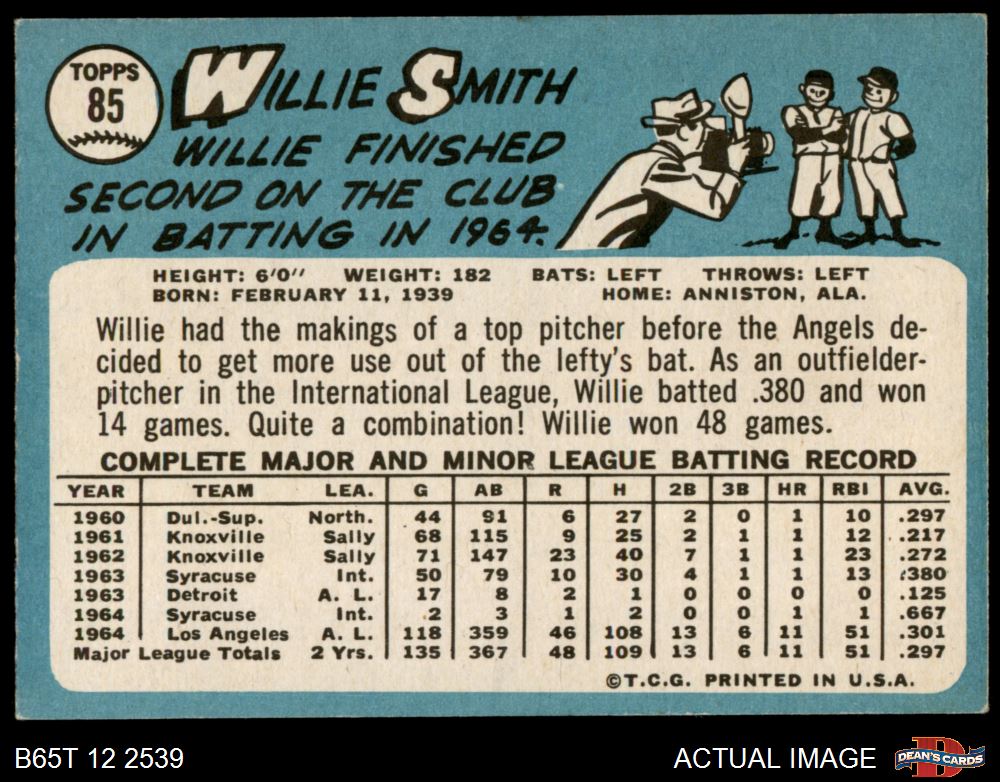 TOPPS
85
WILLIE SMITH
WILLIE FINISHED
SECOND ON THE CLUB
IN BATTING IN 1964.
HEIGHT: 6'0" WEIGHT: 182 BATS: LEFT THROWS: LEFT
BORN: FEBRUARY 11, 1939 HOME: ANNISTON, ALA.
Willie had the makings of a top pitcher before the Angels de-
cided to get more use out of the lefty's bat. As an outfielder-
pitcher in the International League, Willie batted .380 and won
14 games. Quite a combination! Willie won 48 games.
COMPLETE MAJOR AND MINOR LEAGUE BATTING RECORD
YEAR TEAM LEA. G AB R H 2B 3B HR RBI AVG.
1960 Dul.-Sup. North. 44 91 6 27 2 0 1 10 .297
1961 Knoxville Sally 68 115 9 25 2 1 1 12 .217
1962 Knoxville Sally 71 147 23 40 7 1 1 23 .272
1963 Syracuse Int. 50 79 10 30 4 1 1 13 .380
1963 Detroit A. L. 17 8 2 1 0 0 0 0 .125
1964 Syracuse Int. 2 3 1 2 0 0 1 1 .667
1964 Los Angeles A. L. 118 359 46 108 13 6 11 51 .301
Major League Totals 2 Yrs. 135 367 48 109 13 6 11 51 .297
©T.C.G. PRINTED IN U.S.A.
B65T 12 2539 ACTUAL IMAGE D DEAN'S CARDS